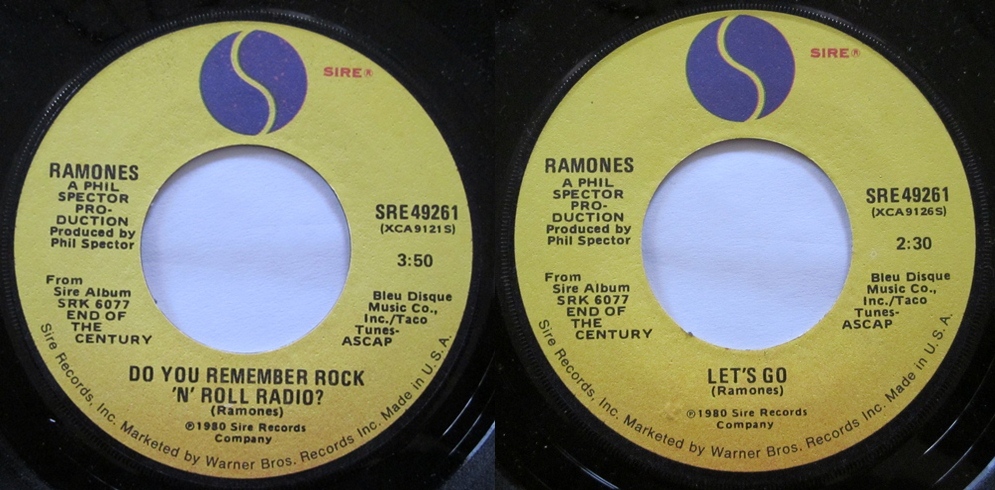 SIRE®
RAMONES
A PHIL
SPECTOR
PRO-
DUCTION
Produced by
Phil Spector
SRE 49261
(XCA9121S)
3:50
From
Sire Album
SRK 6077
END OF
THE
CENTURY
Bleu Disque
Music Co.,
Inc./Taco
Tunes-
ASCAP
DO YOU REMEMBER ROCK
'N' ROLL RADIO?
(Ramones)
℗1980 Sire Records
Company
Sire Records, Inc. Marketed by Warner Bros. Records Inc. Made in U.S.A.
SIRE®
RAMONES
A PHIL
SPECTOR
PRO-
DUCTION
Produced by
Phil Spector
SRE 49261
(XCA9126S)
2:30
From
Sire Album
SRK 6077
END OF
THE
CENTURY
Bleu Disque
Music Co.,
Inc./Taco
Tunes-
ASCAP
LET'S GO
(Ramones)
℗1980 Sire Records
Company
Sire Records, Inc. Marketed by Warner Bros. Records Inc. Made in U.S.A.